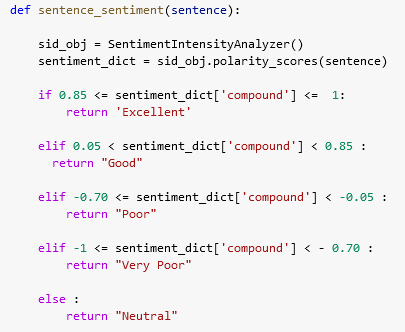 def sentence_sentiment(sentence):
sid_obj = SentimentIntensityAnalyzer()
sentiment_dict = sid_obj.polarity_scores(sentence)
if 0.85 <= sentiment_dict['compound'] <=  1:
return 'Excellent'
elif 0.05 < sentiment_dict['compound'] < 0.85 :
return "Good"
elif -0.70 <= sentiment_dict['compound'] < -0.05 :
return "Poor"
elif -1 <= sentiment_dict['compound'] < - 0.70 :
return "Very Poor"
else :
return "Neutral"